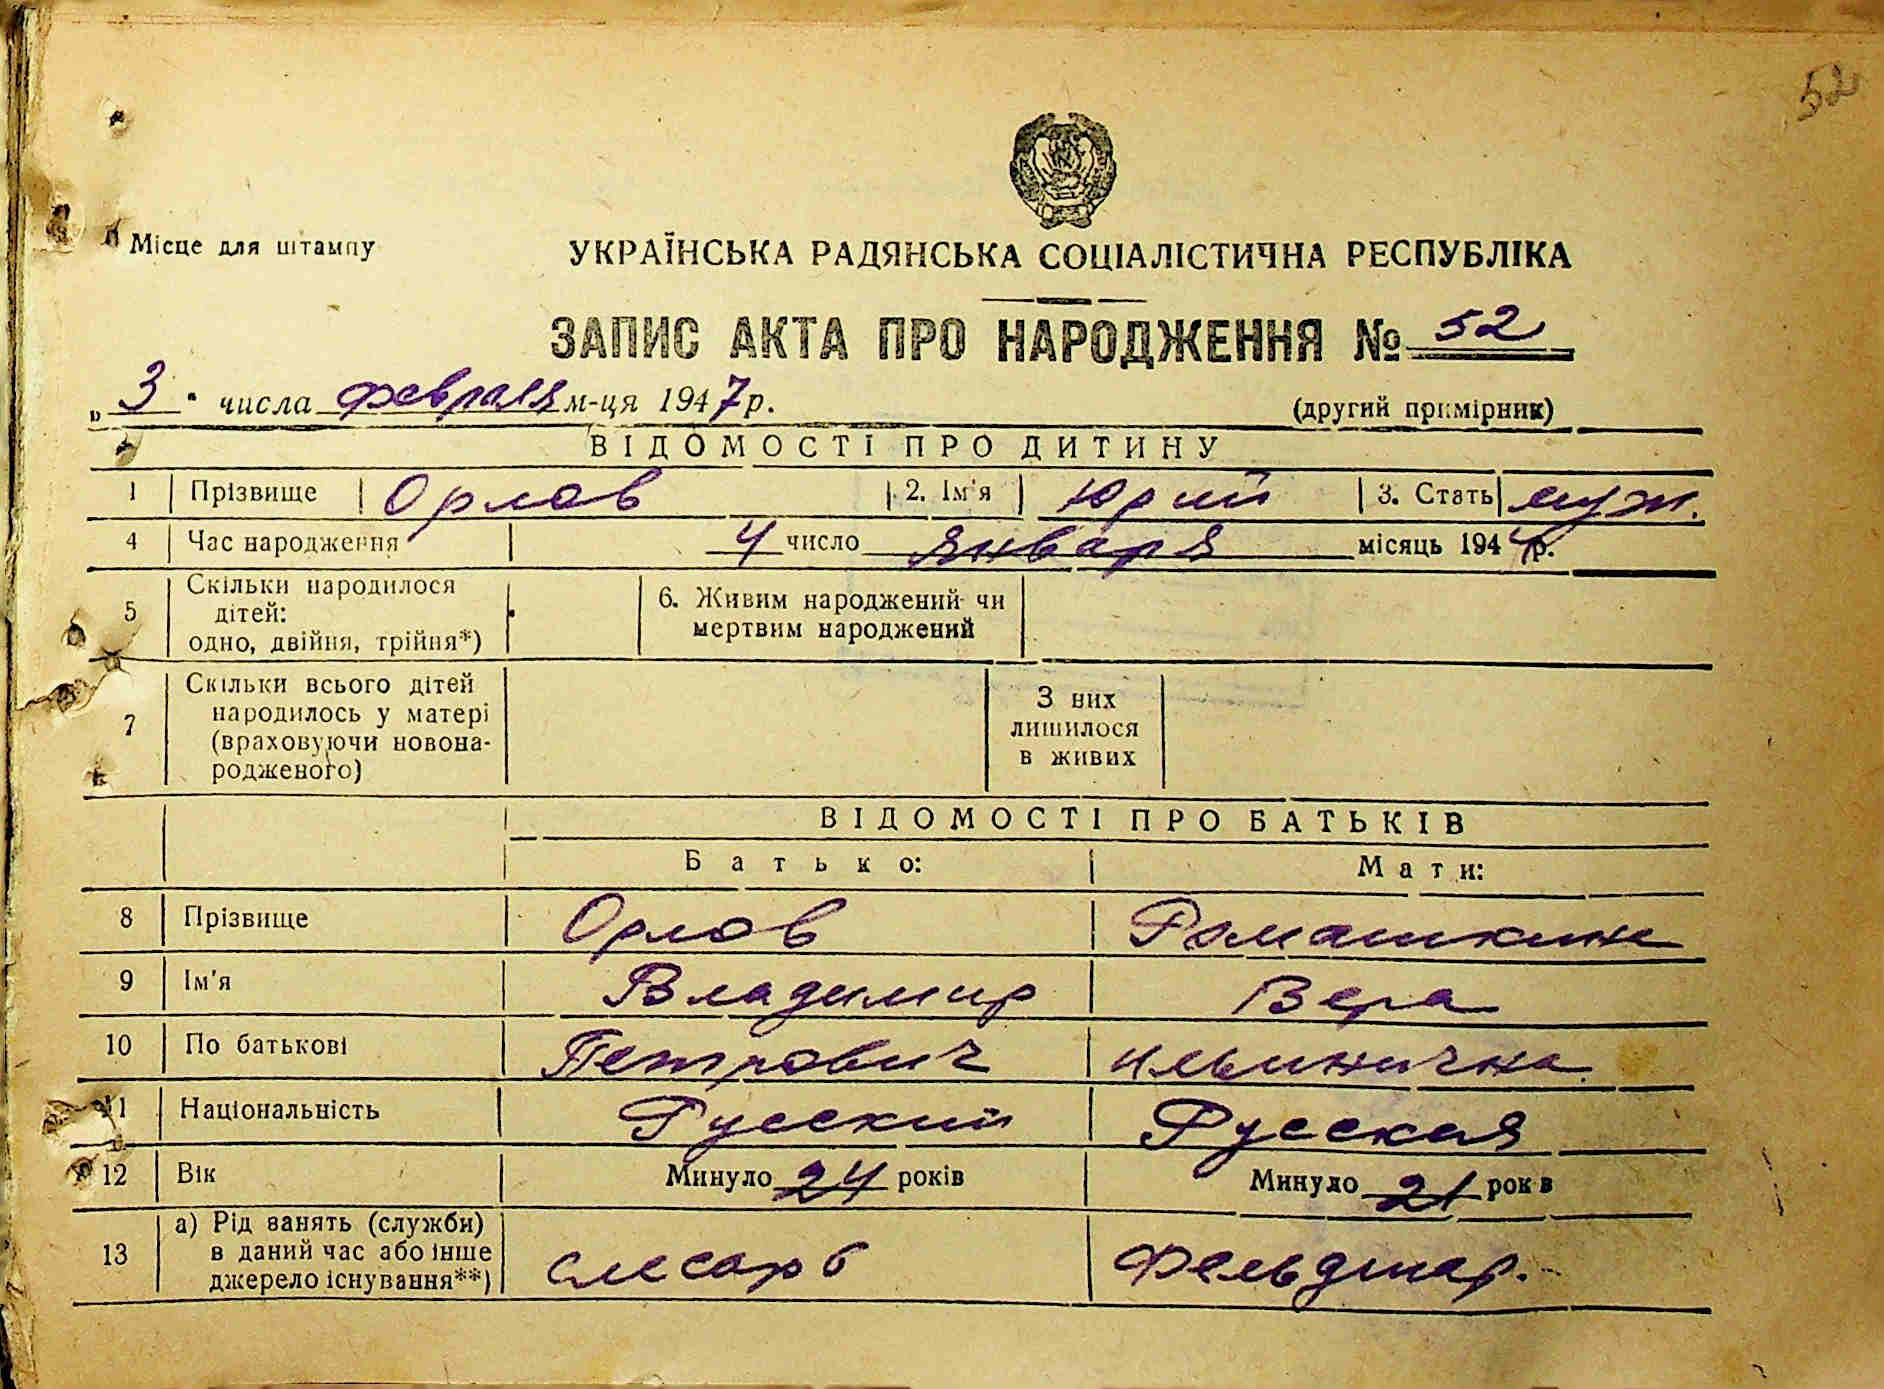 52
Місце для штампу
УКРАЇНСЬКА РАДЯНСЬКА СОЦІАЛІСТИЧНА РЕСПУБЛІКА
ЗАПИС АКТА ПРО НАРОДЖЕННЯ № 52
„ 3 " числа февраля м-ця 1947 р.
(другий примірник)
ВІДОМОСТІ ПРО ДИТИНУ
1 Прізвище Орлов 2. Ім'я Юрий 3. Стать муж.
4 Час народження 4 число января місяць 194 р.
5 Скільки народилося дітей: одно, двійня, трійня*)
6. Живим народжений чи мертвим народжений
7 Скільки всього дітей народилось у матері (враховуючи новона-родженого)
З них лишилося в живих
ВІДОМОСТІ ПРО БАТЬКІВ
Батько: Мати:
8 Прізвище Орлов Ромашкина
9 Ім'я Владимир Вера
10 По батькові Петрович Ильинична
11 Національність Русский Русская
12 Вік Минуло 24 років Минуло 21 рок в
13 а) Рід занять (служби) в даний час або інше джерело існування**) слесарь Фельдшер.